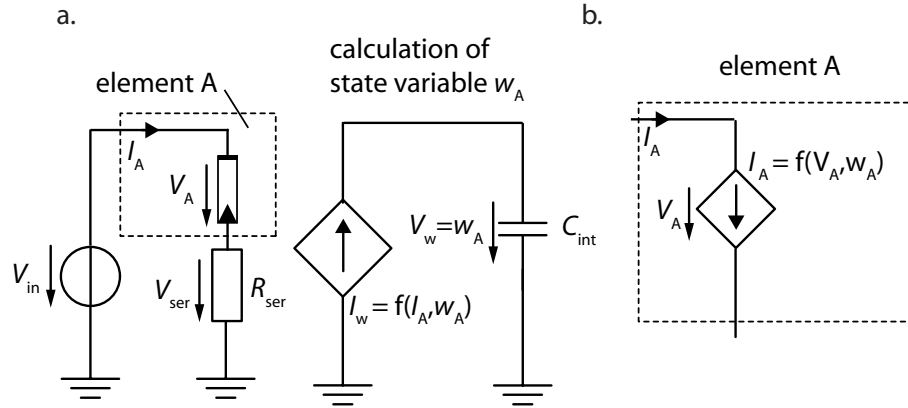 a.
b.
calculation of
state variable w_A
element A
element A
I_A
V_A
V_in
V_ser
R_ser
I_w = f(I_A,w_A)
V_w=w_A
C_int
I_A
I_A = f(V_A,w_A)
V_A